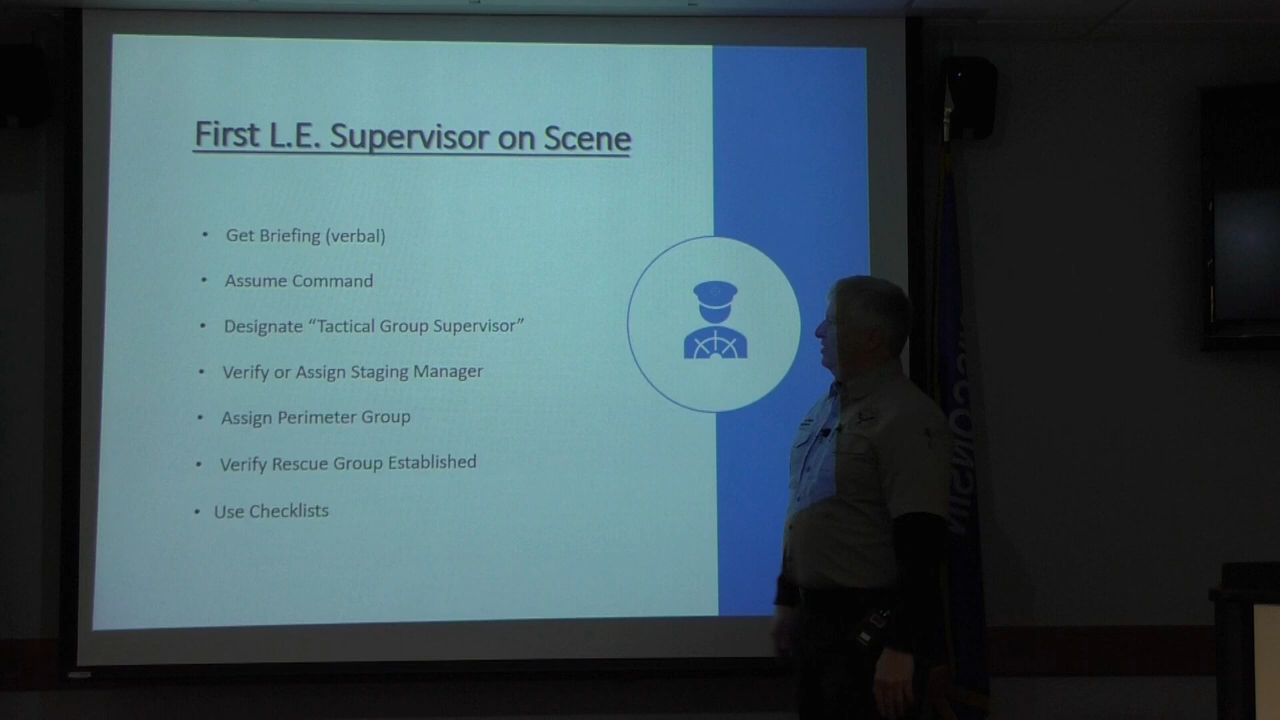 First L.E. Supervisor on Scene
• Get Briefing (verbal)
• Assume Command
• Designate “Tactical Group Supervisor”
• Verify or Assign Staging Manager
• Assign Perimeter Group
• Verify Rescue Group Established
• Use Checklists